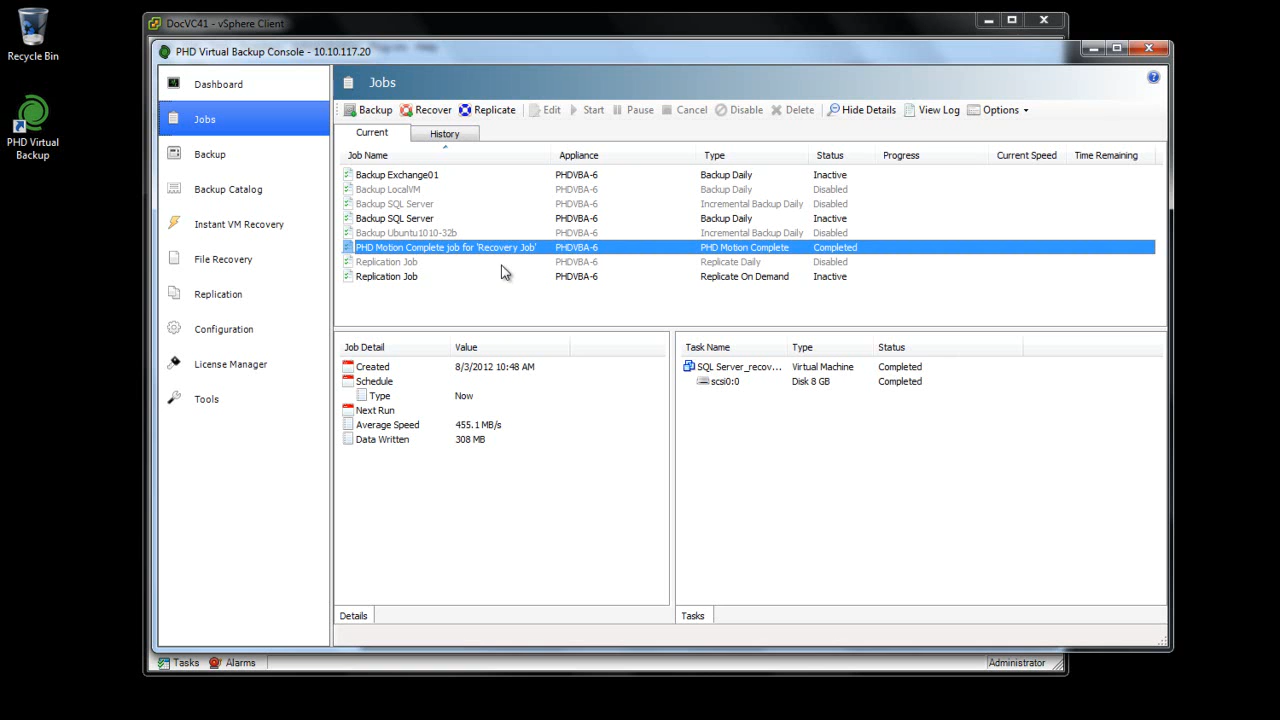 Recycle Bin
PHD Virtual
Backup
DocVC41 - vSphere Client
PHD Virtual Backup Console - 10.10.117.20
Dashboard
Jobs
Backup
Backup Catalog
Instant VM Recovery
File Recovery
Replication
Configuration
License Manager
Tools
Jobs
Backup Recover Replicate Edit Start Pause Cancel Disable Delete Hide Details View Log Options
Current History
Job Name Appliance Type Status Progress Current Speed Time Remaining
Backup Exchange01 PHDVBA-6 Backup Daily Inactive
Backup LocalVM PHDVBA-6 Backup Daily Disabled
Backup SQL Server PHDVBA-6 Incremental Backup Daily Disabled
Backup SQL Server PHDVBA-6 Backup Daily Inactive
Backup Ubuntu1010-32b PHDVBA-6 Incremental Backup Daily Disabled
PHD Motion Complete job for 'Recovery Job' PHDVBA-6 PHD Motion Complete Completed
Replication Job PHDVBA-6 Replicate Daily Disabled
Replication Job PHDVBA-6 Replicate On Demand Inactive
Job Detail Value
Created 8/3/2012 10:48 AM
Schedule
Type Now
Next Run
Average Speed 455.1 MB/s
Data Written 308 MB
Details
Task Name Type Status
SQL Server_recov... Virtual Machine Completed
scsi0:0 Disk 8 GB Completed
Tasks
Tasks Alarms Administrator